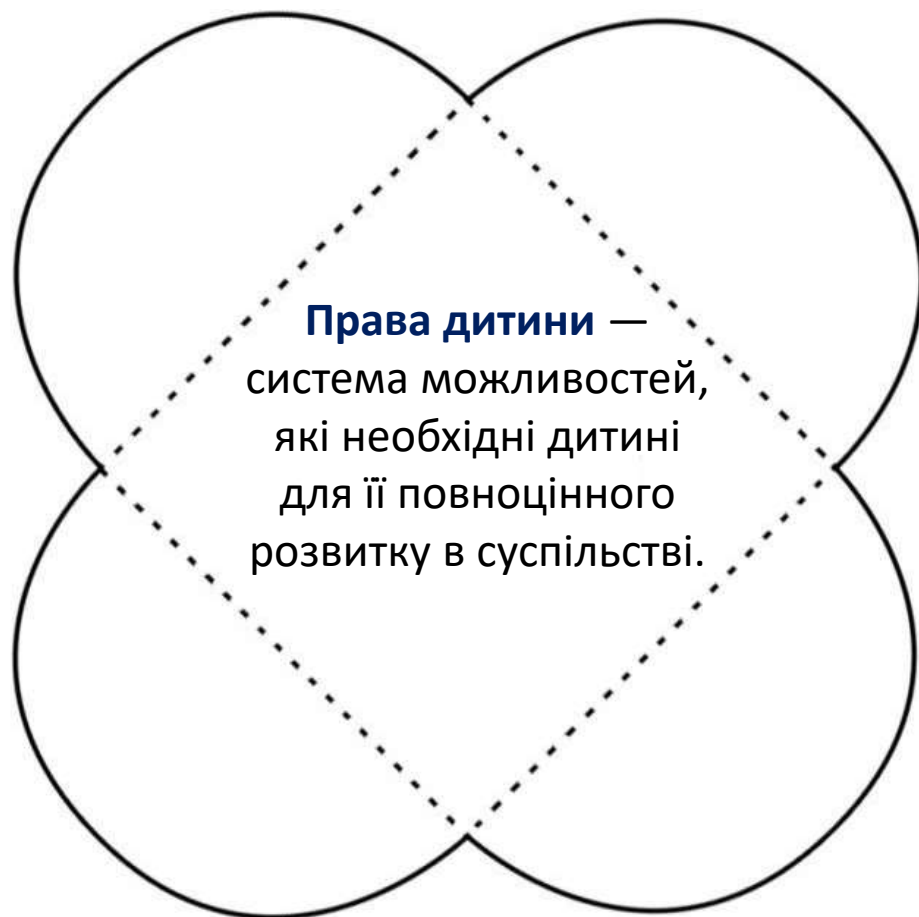 Права дитини —
система можливостей,
які необхідні дитині
для її повноцінного
розвитку в суспільстві.